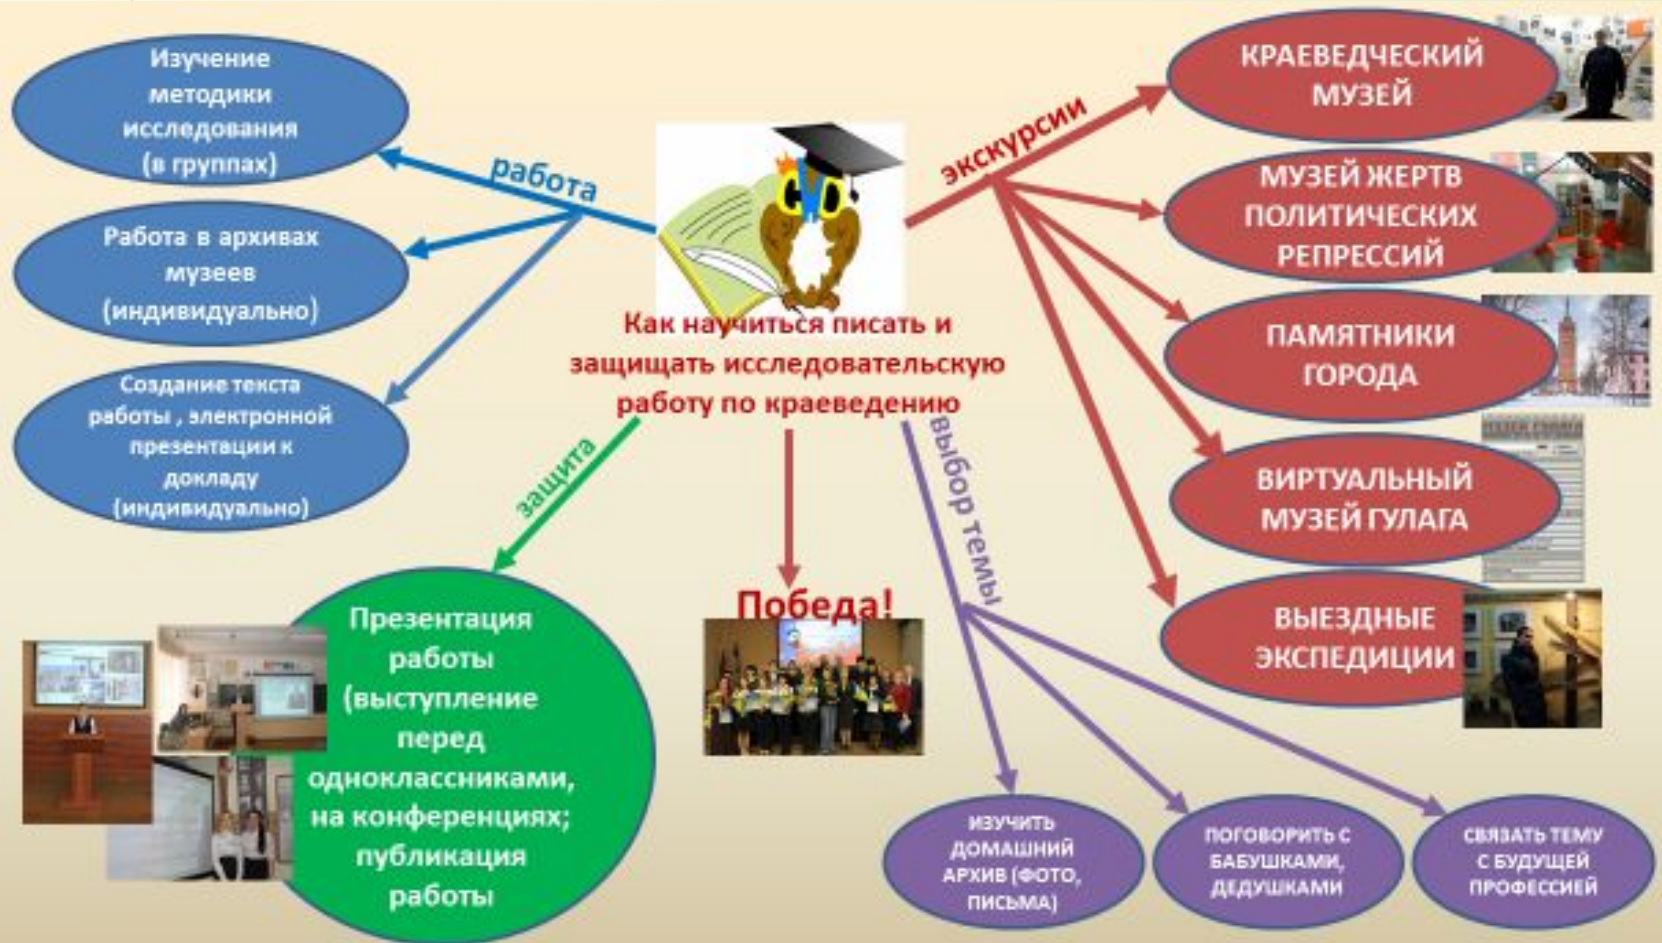 Изучение
методики
исследования
(в группах)
Работа в архивах
музеев
(индивидуально)
Создание текста
работы , электронной
презентации к
докладу
(индивидуально)
работа
Как научиться писать и
защищать исследовательскую
работу по краеведению
экскурсии
КРАЕВЕДЧЕСКИЙ
МУЗЕЙ
МУЗЕЙ ЖЕРТВ
ПОЛИТИЧЕСКИХ
РЕПРЕССИЙ
ПАМЯТНИКИ
ГОРОДА
ВИРТУАЛЬНЫЙ
МУЗЕЙ ГУЛАГА
ВЫЕЗДНЫЕ
ЭКСПЕДИЦИИ
защита
Презентация
работы
(выступление
перед
одноклассниками,
на конференциях;
публикация
работы
Победа!
выбор темы
ИЗУЧИТЬ
ДОМАШНИЙ
АРХИВ (ФОТО,
ПИСЬМА)
ПОГОВОРИТЬ С
БАБУШКАМИ,
ДЕДУШКАМИ
СВЯЗАТЬ ТЕМУ
С БУДУЩЕЙ
ПРОФЕССИЕЙ